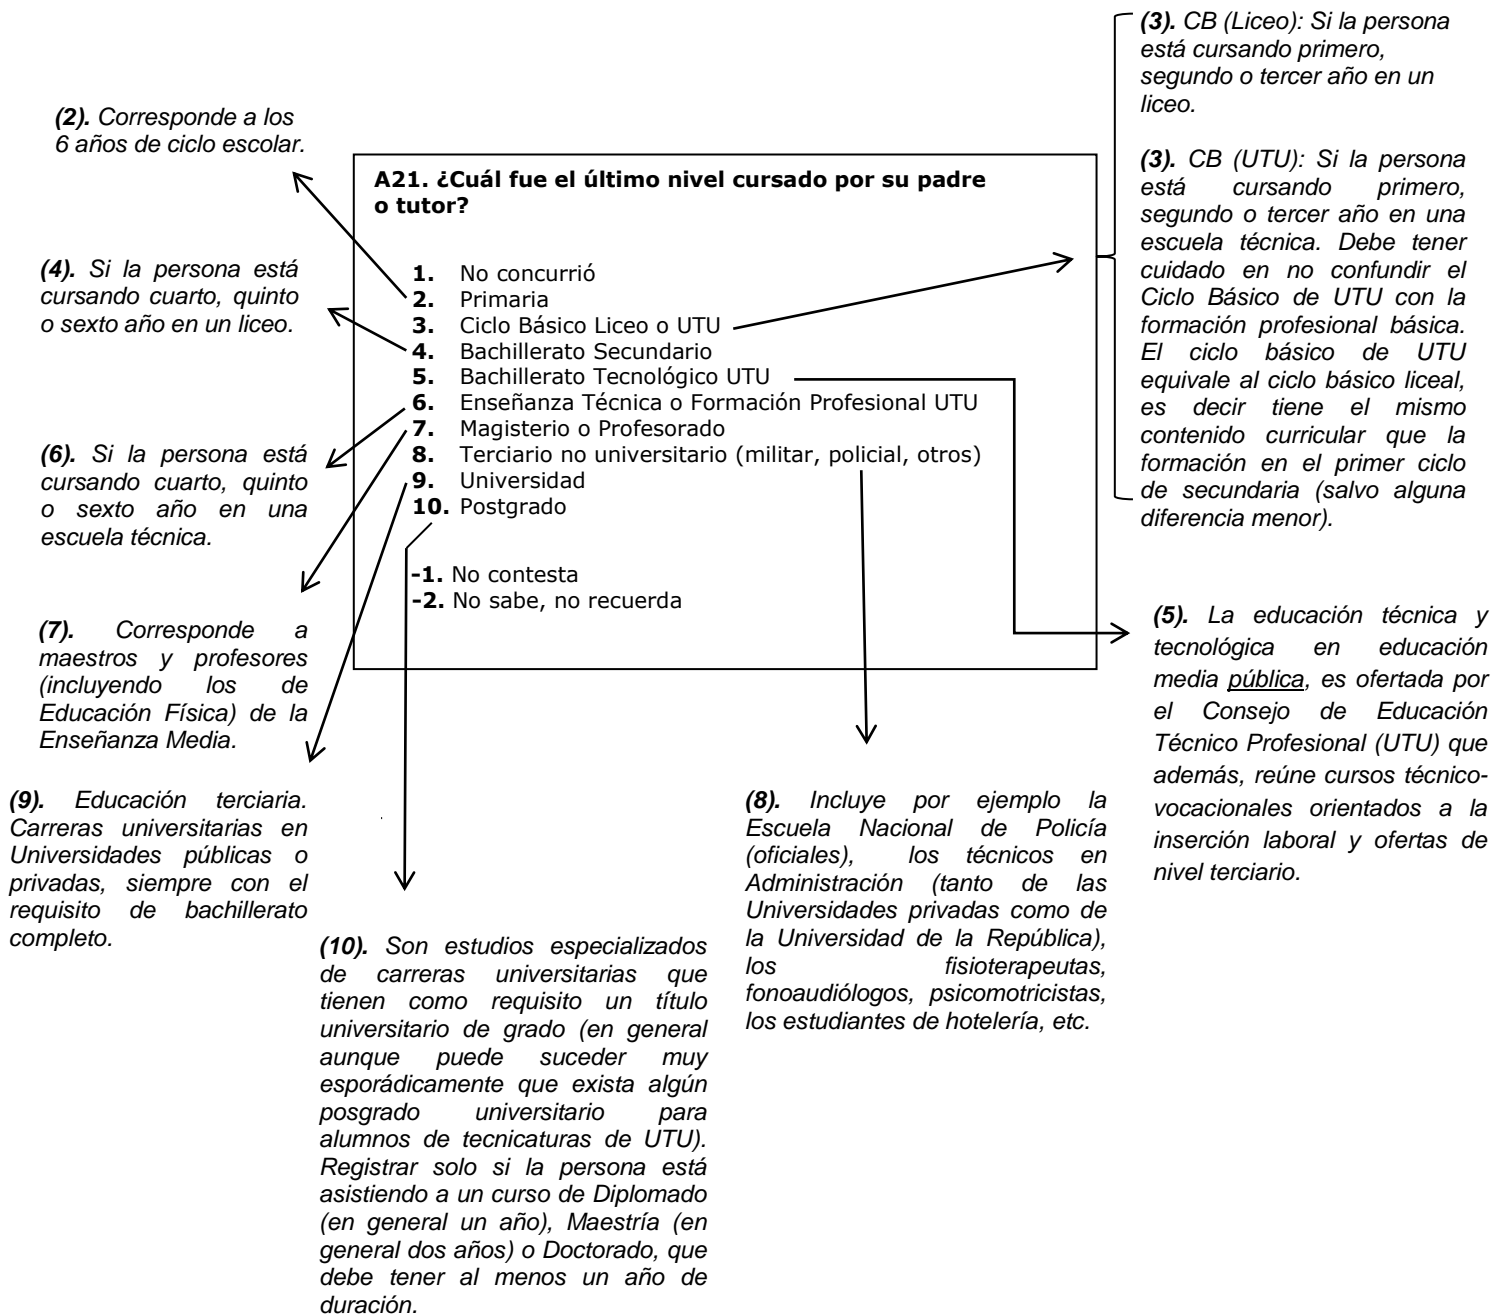 (3). CB (Liceo): Si la persona
está cursando primero,
segundo o tercer año en un
liceo.
(2). Corresponde a los
6 años de ciclo escolar.
(3). CB (UTU): Si la persona
está cursando primero,
segundo o tercer año en una
escuela técnica. Debe tener
cuidado en no confundir el
Ciclo Básico de UTU con la
formación profesional básica.
El ciclo básico de UTU
equivale al ciclo básico liceal,
es decir tiene el mismo
contenido curricular que la
formación en el primer ciclo
de secundaria (salvo alguna
diferencia menor).
A21. ¿Cuál fue el último nivel cursado por su padre
o tutor?
1. No concurrió
2. Primaria
3. Ciclo Básico Liceo o UTU
4. Bachillerato Secundario
5. Bachillerato Tecnológico UTU
6. Enseñanza Técnica o Formación Profesional UTU
7. Magisterio o Profesorado
8. Terciario no universitario (militar, policial, otros)
9. Universidad
10. Postgrado
-1. No contesta
-2. No sabe, no recuerda
(4). Si la persona está
cursando cuarto, quinto
o sexto año en un liceo.
(6). Si la persona está
cursando cuarto, quinto
o sexto año en una
escuela técnica.
(7). Corresponde a
maestros y profesores
(incluyendo los de
Educación Física) de la
Enseñanza Media.
(5). La educación técnica y
tecnológica en educación
media pública, es ofertada por
el Consejo de Educación
Técnico Profesional (UTU) que
además, reúne cursos técnico-
vocacionales orientados a la
inserción laboral y ofertas de
nivel terciario.
(9). Educación terciaria.
Carreras universitarias en
Universidades públicas o
privadas, siempre con el
requisito de bachillerato
completo.
(8). Incluye por ejemplo la
Escuela Nacional de Policía
(oficiales), los técnicos en
Administración (tanto de las
Universidades privadas como de
la Universidad de la República),
los fisioterapeutas,
fonoaudiólogos, psicomotricistas,
los estudiantes de hotelería, etc.
(10). Son estudios especializados
de carreras universitarias que
tienen como requisito un título
universitario de grado (en general
aunque puede suceder muy
esporádicamente que exista algún
posgrado universitario para
alumnos de tecnicaturas de UTU).
Registrar solo si la persona está
asistiendo a un curso de Diplomado
(en general un año), Maestría (en
general dos años) o Doctorado, que
debe tener al menos un año de
duración.